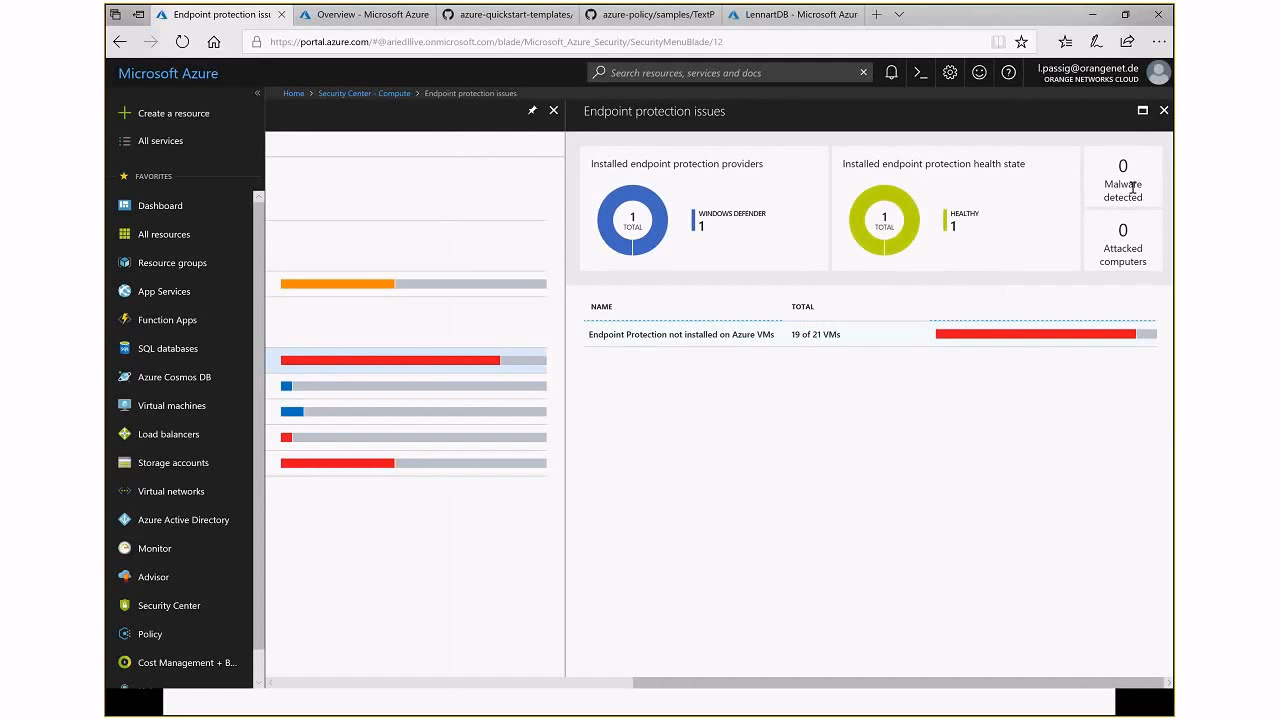 Endpoint protection issu
Overview - Microsoft Azure
azure-quickstart-templates/
azure-policy/samples/TextP
LennartDB - Microsoft Azur
https://portal.azure.com/#@ariedllive.onmicrosoft.com/blade/Microsoft_Azure_Security/SecurityMenuBlade/12
Microsoft Azure
Search resources, services and docs
l.passig@orangenet.de
ORANGE NETWORKS CLOUD
Home
Security Center - Compute
Endpoint protection issues
Create a resource
All services
FAVORITES
Dashboard
All resources
Resource groups
App Services
Function Apps
SQL databases
Azure Cosmos DB
Virtual machines
Load balancers
Storage accounts
Virtual networks
Azure Active Directory
Monitor
Advisor
Security Center
Policy
Cost Management + B...
Endpoint protection issues
Installed endpoint protection providers
1
TOTAL
WINDOWS DEFENDER
1
Installed endpoint protection health state
1
TOTAL
HEALTHY
1
0
Malware
detected
0
Attacked
computers
NAME
TOTAL
Endpoint Protection not installed on Azure VMs
19 of 21 VMs